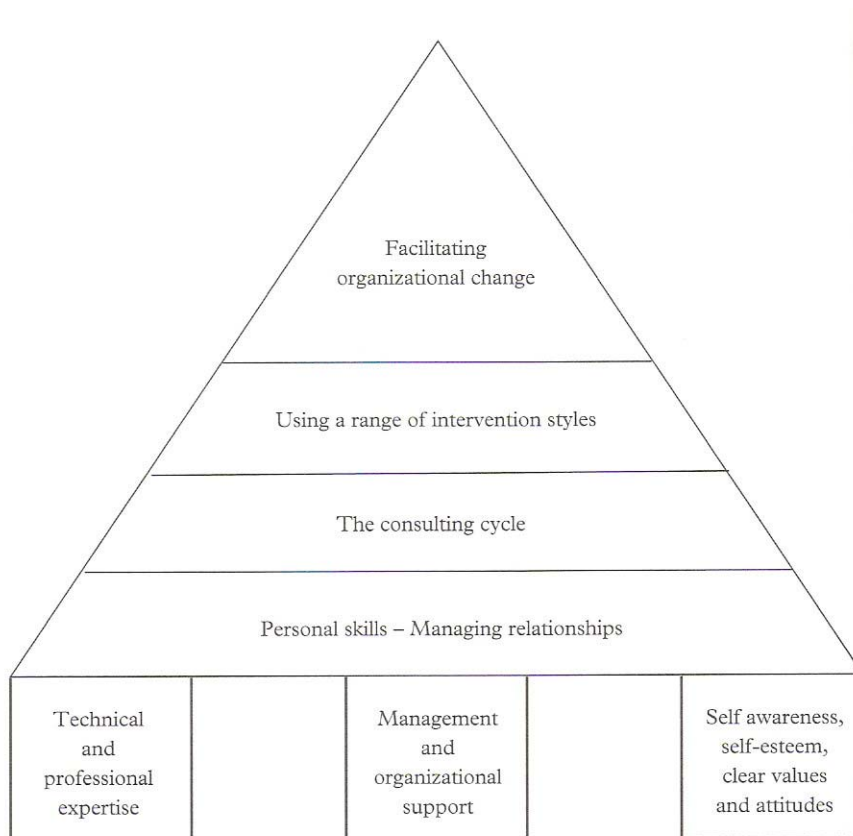 Facilitating
organizational change
Using a range of intervention styles
The consulting cycle
Personal skills – Managing relationships
Technical
and
professional
expertise
Management
and
organizational
support
Self awareness,
self-esteem,
clear values
and attitudes